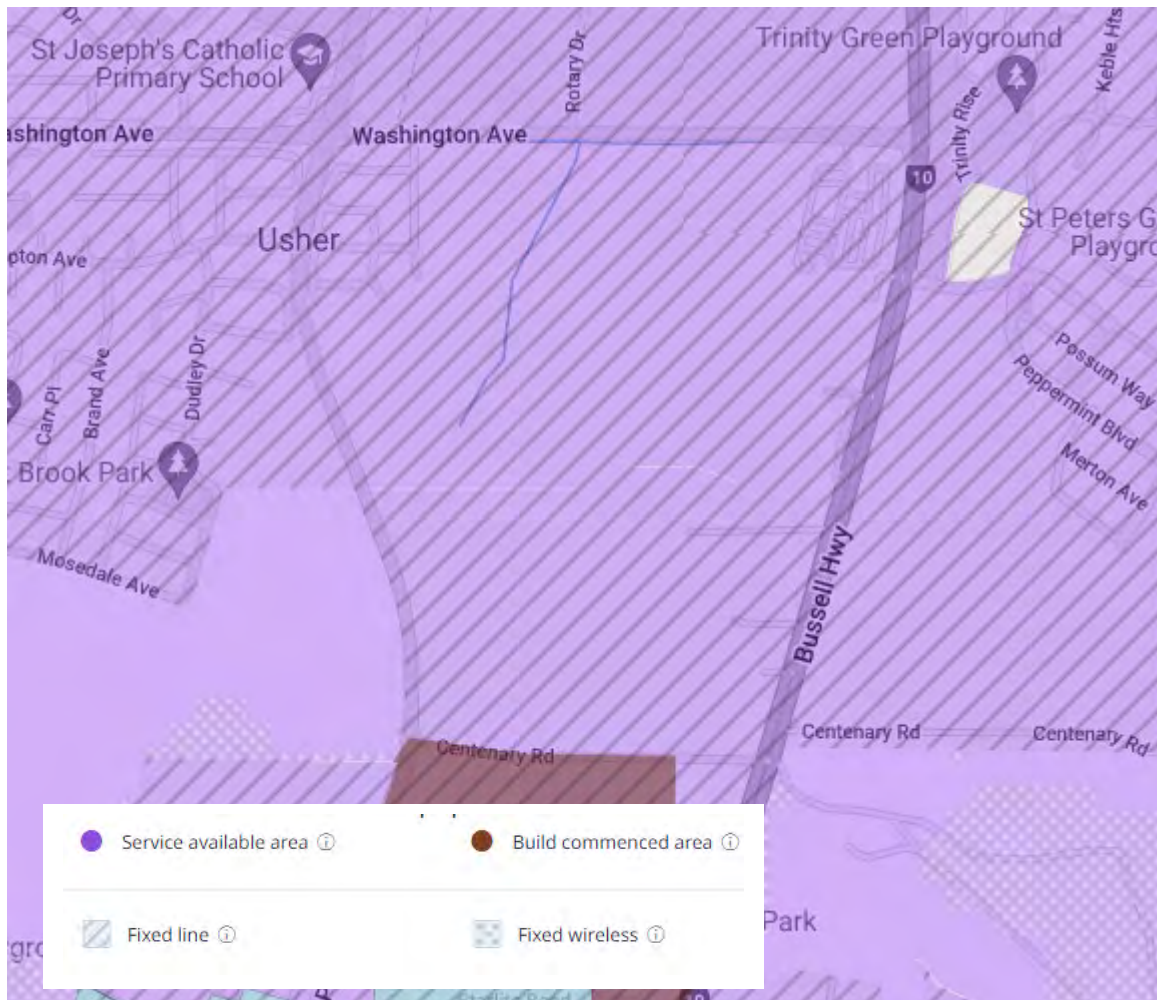 Dr
St Joseph's Catholic
Primary School
Rotary Dr
Trinity Green Playground
Keble Hts
ashington Ave
Washington Ave
Trinity Rise
10
Usher
St Peters G
Playgro
pton Ave
Possum Way
Peppermint Blvd
Carr Pl
Brand Ave
Dudley Dr
Merton Ave
Brook Park
Mosedale Ave
Bussell Hwy
Centenary Rd
Centenary Rd
Centenary Rd
Service available area
Build commenced area
Fixed line
Fixed wireless
Park